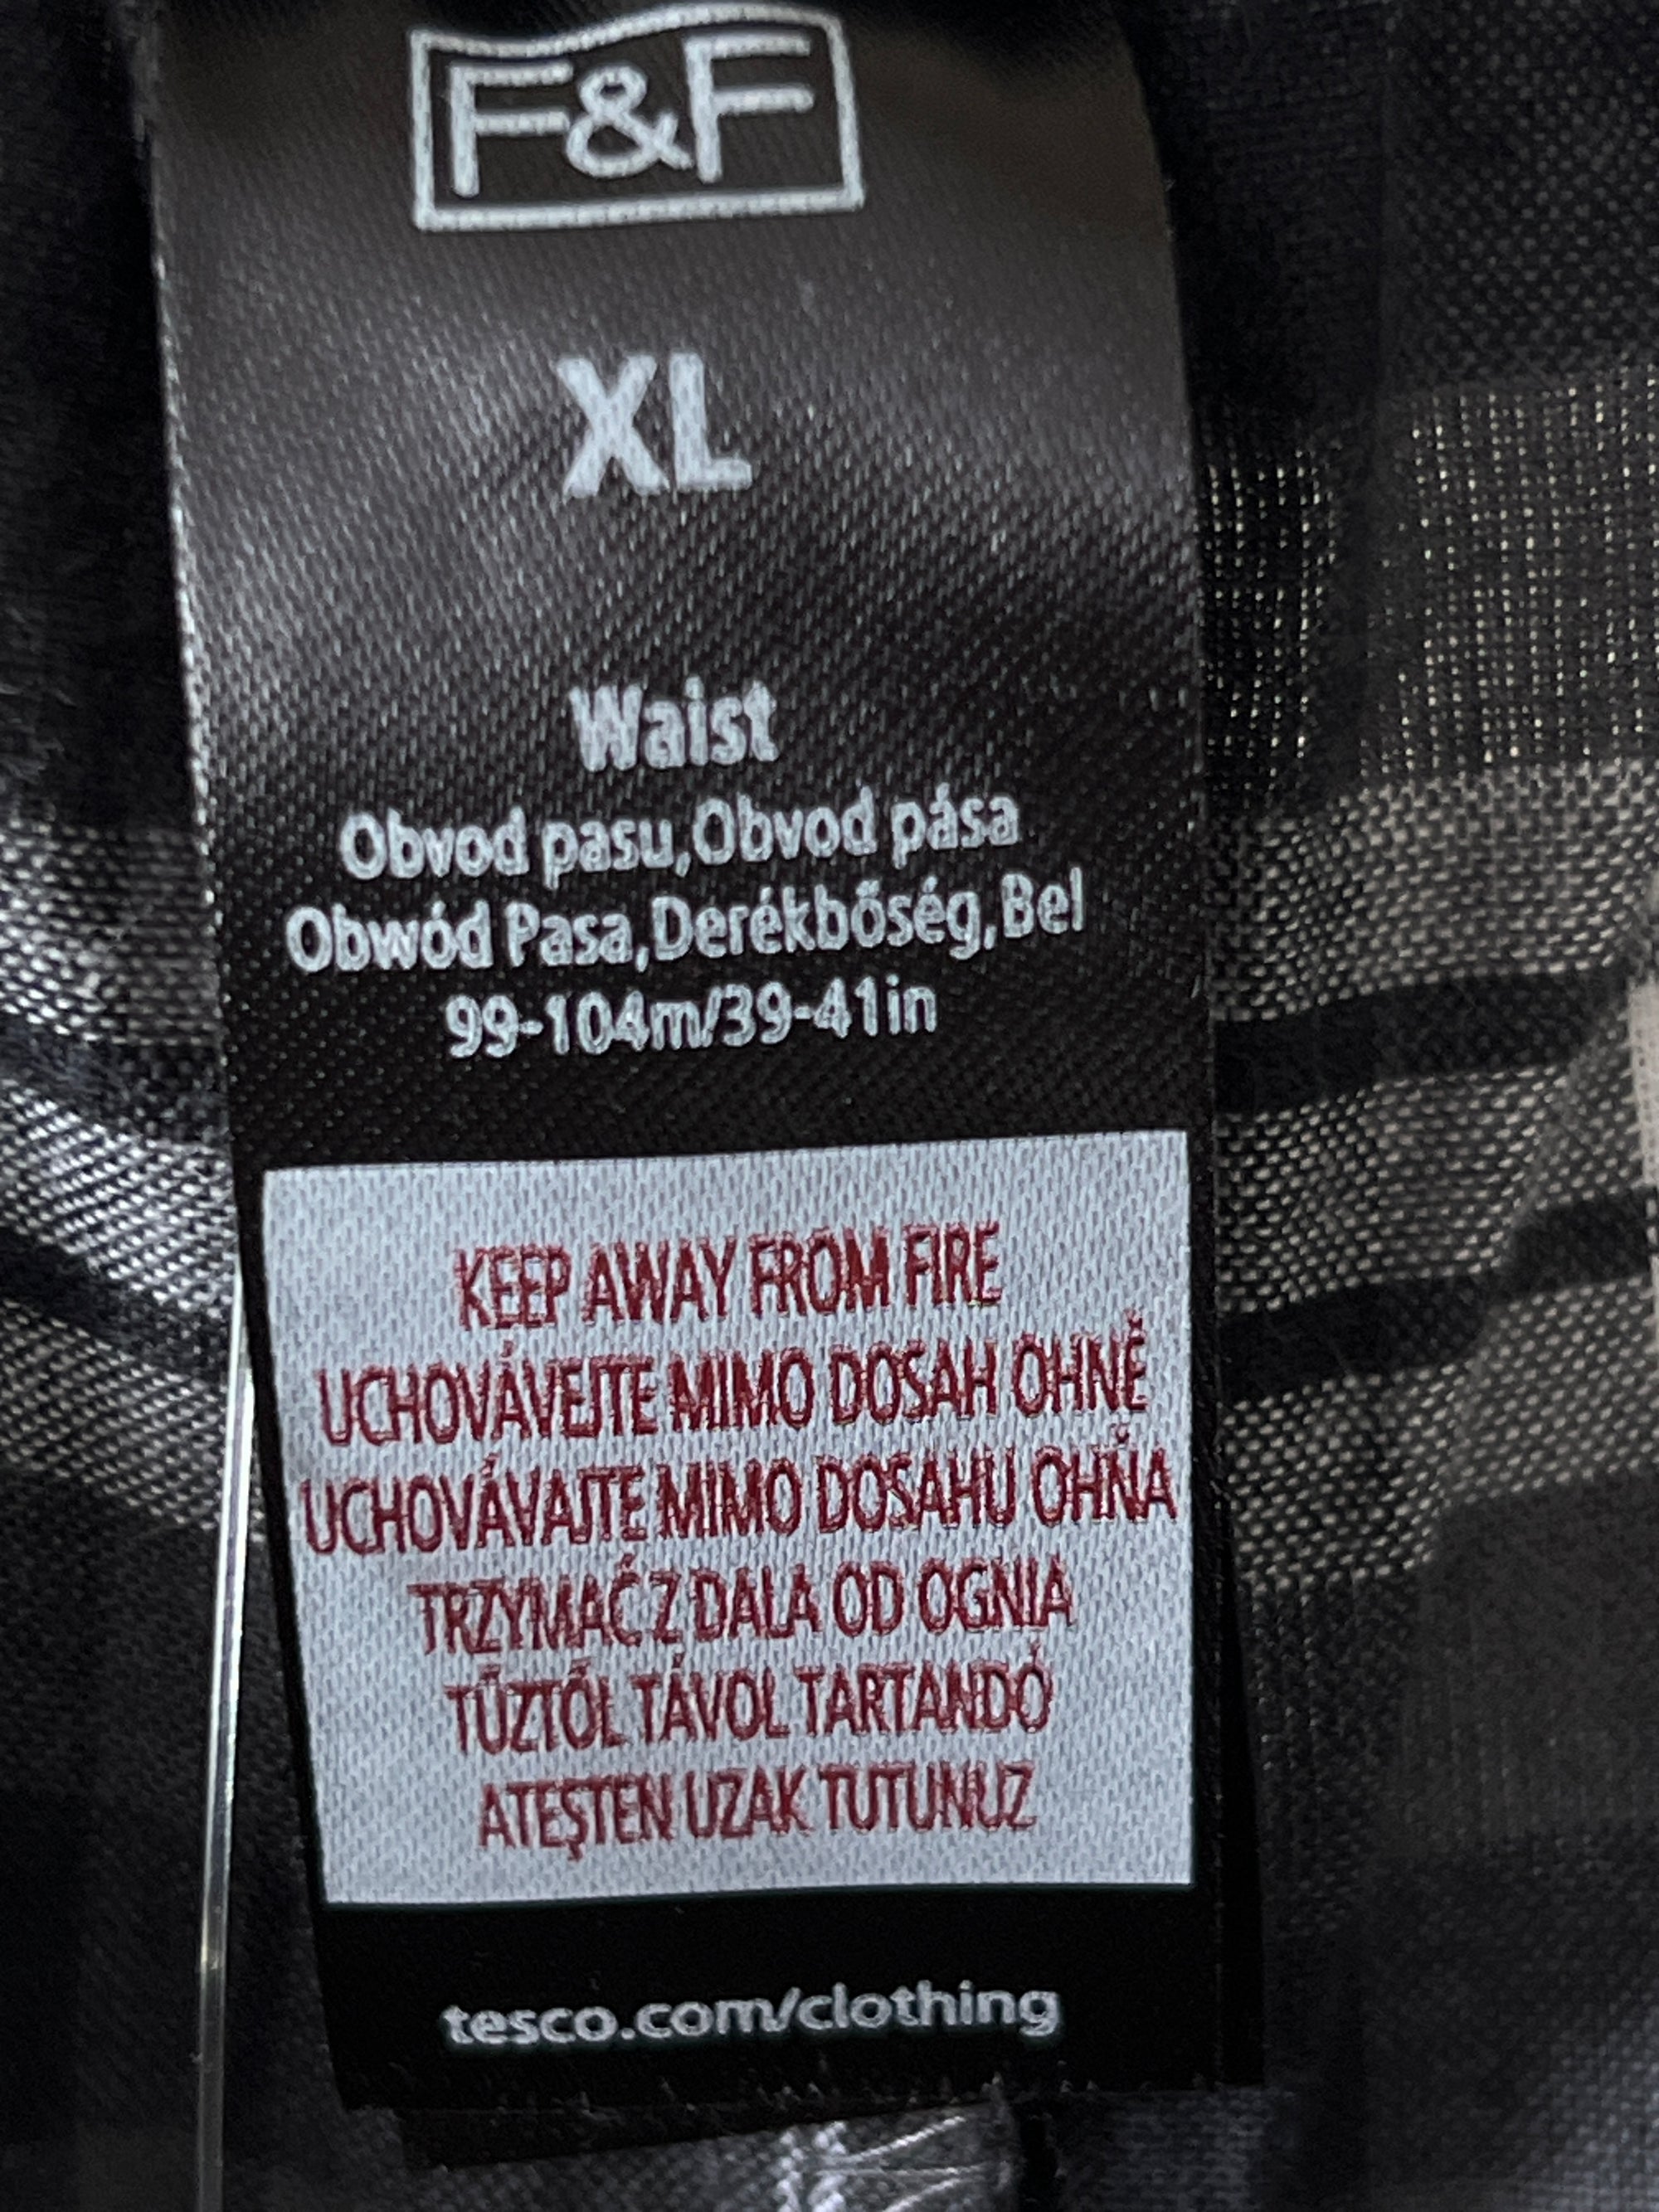 F&F
XL
Waist
Obvod pasu,Obvod pása
Obwód Pasa,Derékbőség,Bel
99-104m/39-41in
KEEP AWAY FROM FIRE
UCHOVÁVEJTE MIMO DOSAH OHNĚ
UCHOVÁVAJTE MIMO DOSAHU OHŇA
TRZYMAĆ Z DALA OD OGNIA
TŰZTŐL TÁVOL TARTANDÓ
ATEŞTEN UZAK TUTUNUZ
tesco.com/clothing